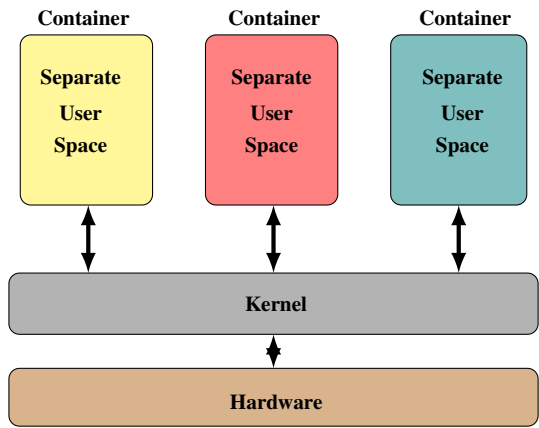 Container
Container
Container
Separate
User
Space
Separate
User
Space
Separate
User
Space
Kernel
Hardware